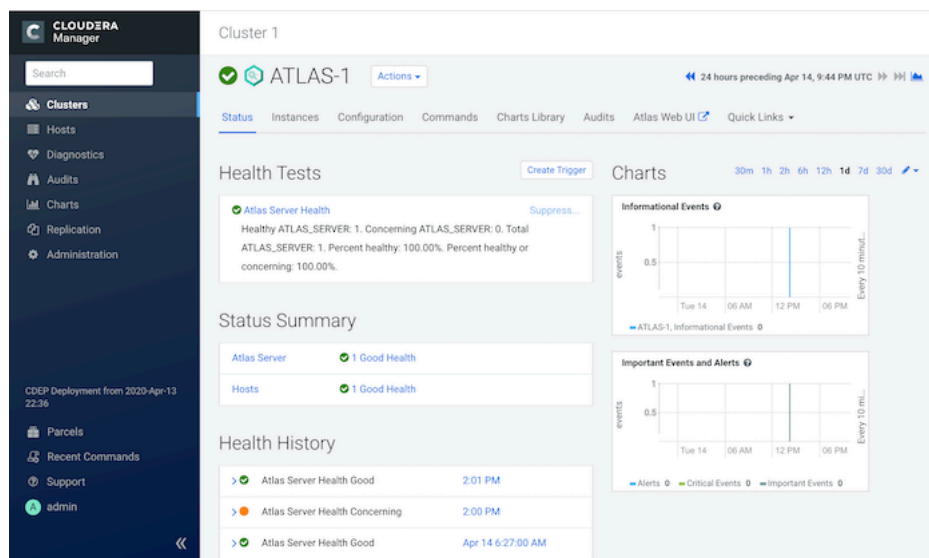 CLOUDERA
Manager
Search
Clusters
Hosts
Diagnostics
Audits
Charts
Replication
Administration
CDEP Deployment from 2020-Apr-13
22:36
Parcels
Recent Commands
Support
A admin
Cluster 1
ATLAS-1 Actions
24 hours preceding Apr 14, 9:44 PM UTC
Status Instances Configuration Commands Charts Library Audits Atlas Web UI Quick Links
Health Tests Create Trigger
Atlas Server Health Suppress...
Healthy ATLAS_SERVER: 1. Concerning ATLAS_SERVER: 0. Total
ATLAS_SERVER: 1. Percent healthy: 100.00%. Percent healthy or
concerning: 100.00%.
Status Summary
Atlas Server 1 Good Health
Hosts 1 Good Health
Health History
Atlas Server Health Good 2:01 PM
Atlas Server Health Concerning 2:00 PM
Atlas Server Health Good Apr 14 6:27:00 AM
Charts 30m 1h 2h 6h 12h 1d 7d 30d
Informational Events
events
1
0.5
Tue 14 06 AM 12 PM 06 PM
Every 10 minut...
ATLAS-1, Informational Events 0
Important Events and Alerts
events
1
0.5
Tue 14 06 AM 12 PM 06 PM
Every 10 mi...
Alerts 0 Critical Events 0 Important Events 0